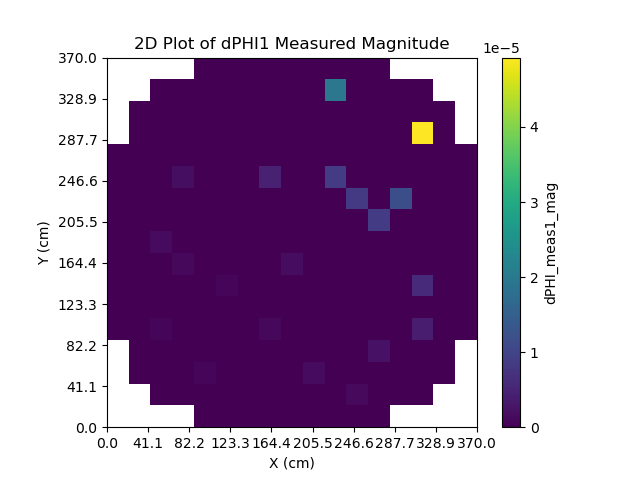 2D Plot of dPHI1 Measured Magnitude
1e−5
370.0
328.9
287.7
246.6
205.5
164.4
123.3
82.2
41.1
0.0
Y (cm)
0.0 41.1 82.2 123.3 164.4 205.5 246.6 287.7 328.9 370.0
X (cm)
4
3
2
1
0
dPHI_meas1_mag